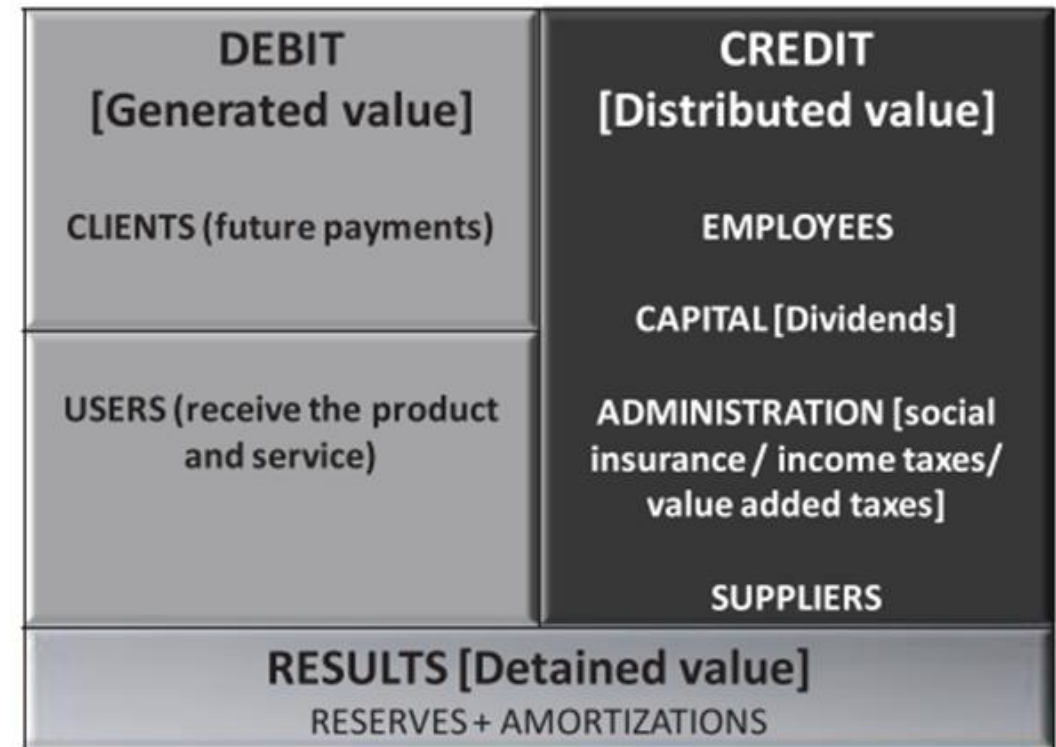 DEBIT
[Generated value]
CLIENTS (future payments)
USERS (receive the product
and service)
CREDIT
[Distributed value]
EMPLOYEES
CAPITAL [Dividends]
ADMINISTRATION [social
insurance / income taxes/
value added taxes]
SUPPLIERS
RESULTS [Detained value]
RESERVES + AMORTIZATIONS